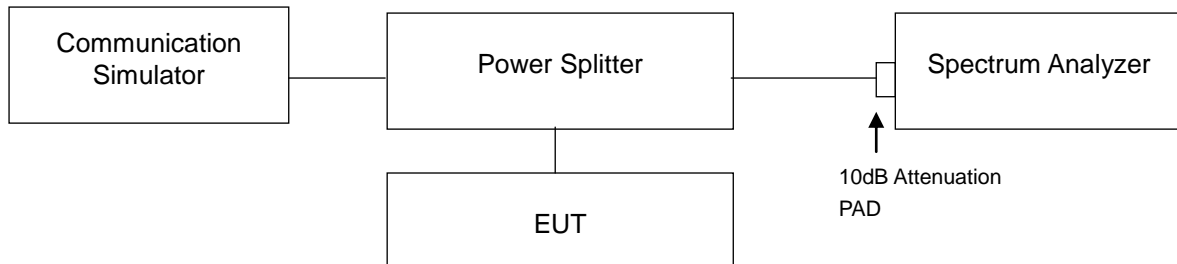 Communication
Simulator
Power Splitter
Spectrum Analyzer
10dB Attenuation
PAD
EUT